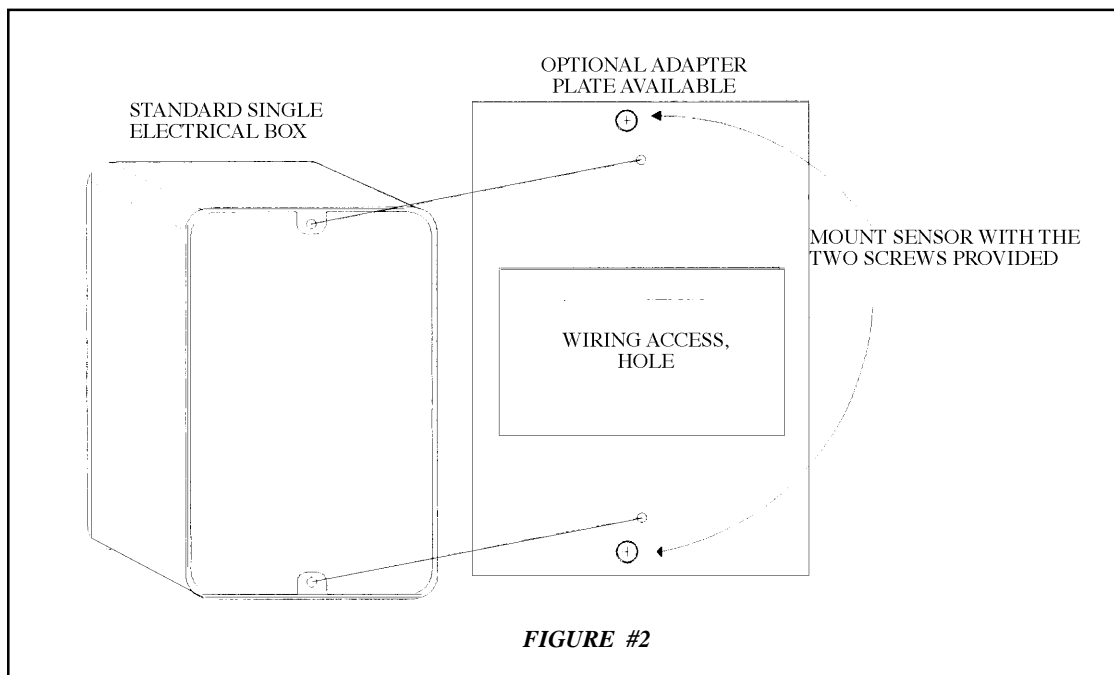 OPTIONAL ADAPTER
PLATE AVAILABLE
STANDARD SINGLE
ELECTRICAL BOX
MOUNT SENSOR WITH THE
TWO SCREWS PROVIDED
WIRING ACCESS,
HOLE
FIGURE #2